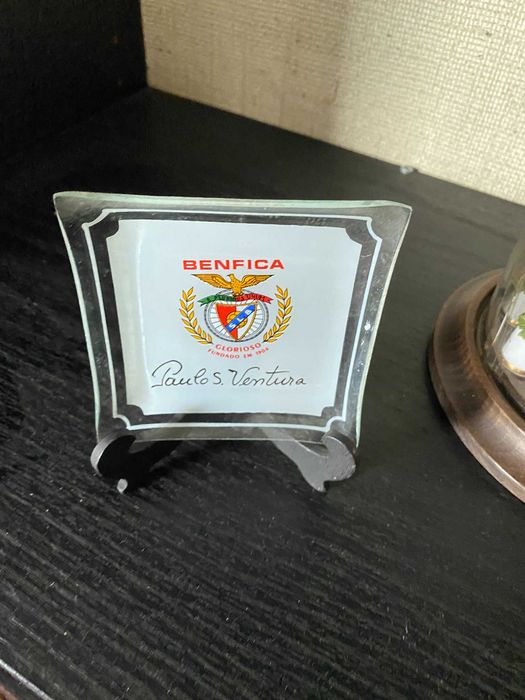 BENFICA
GLORIOSO
FUNDADO EM 1904
Paulo S. Ventura